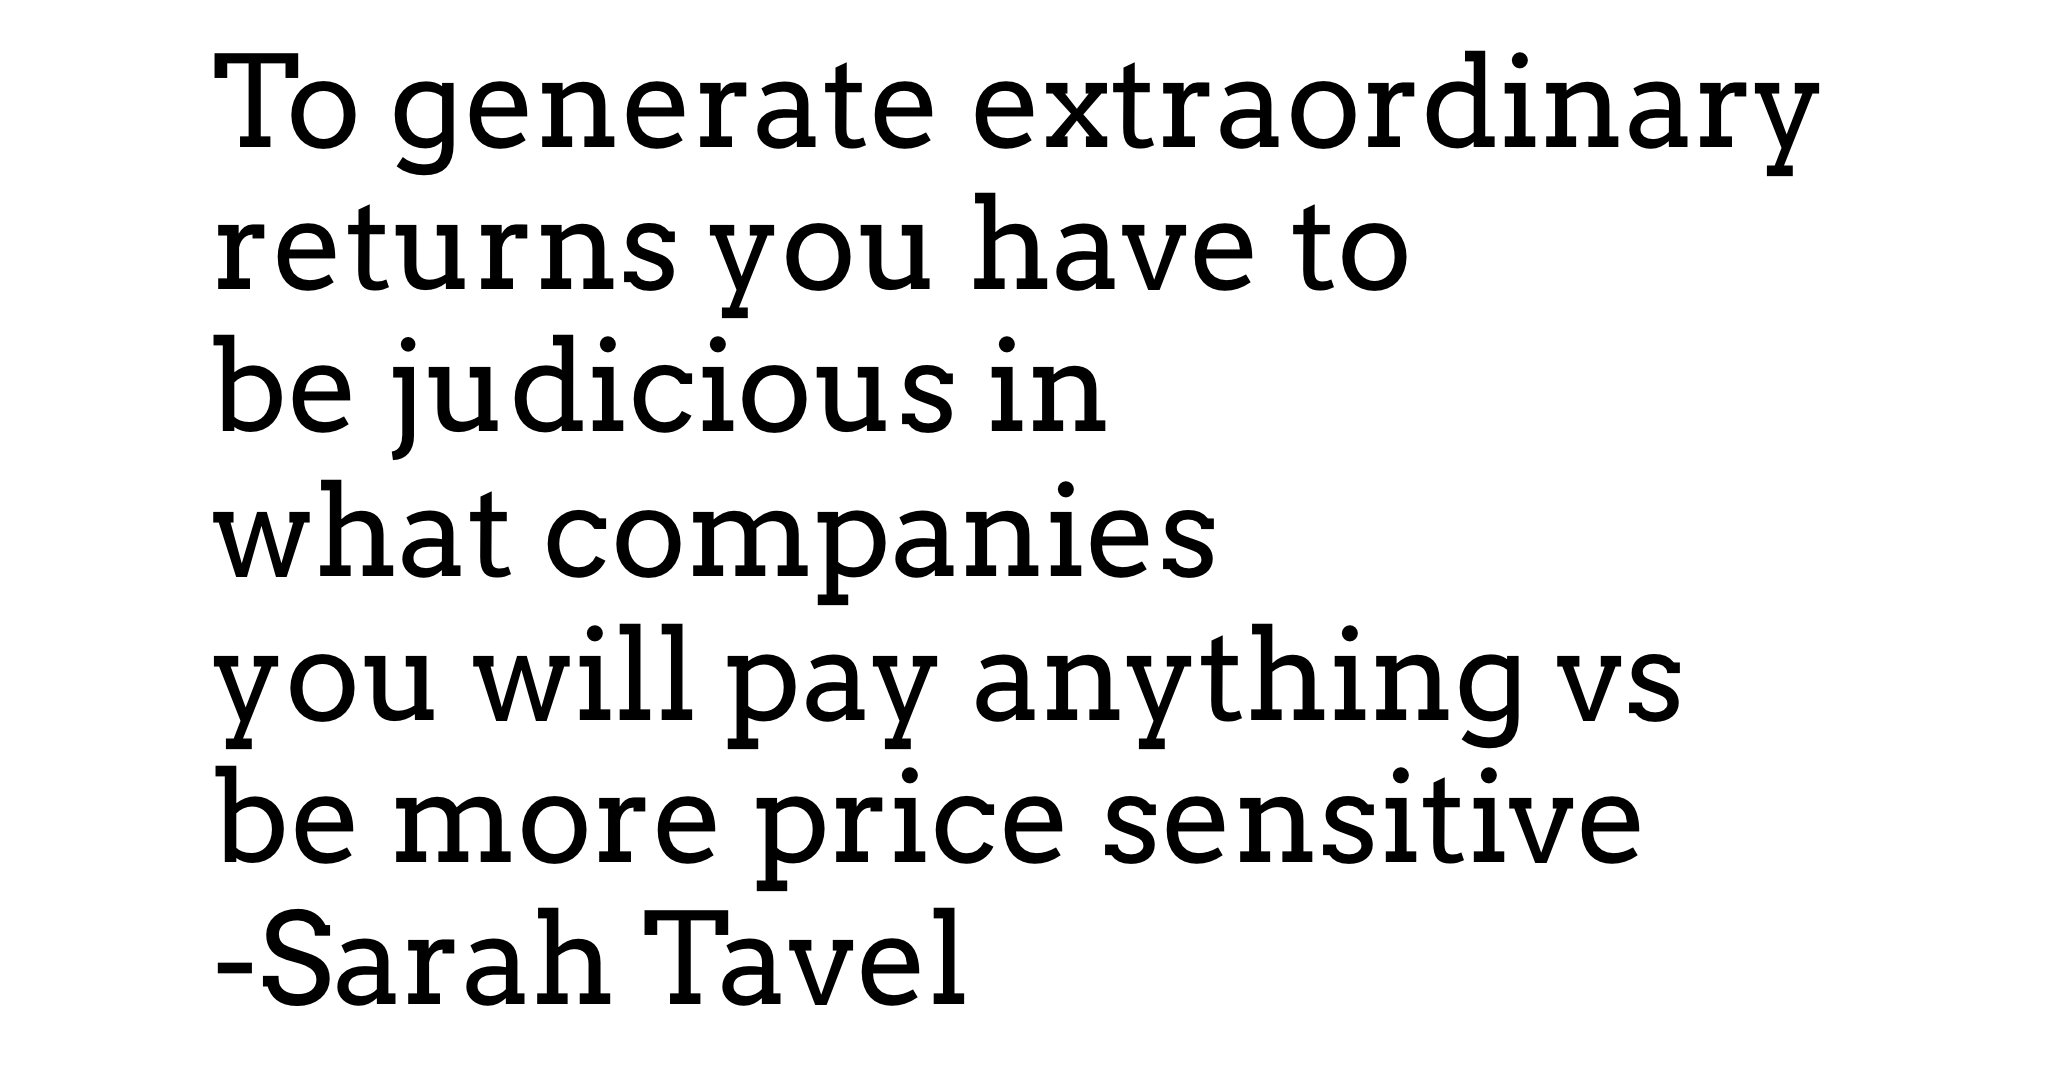 To generate extraordinary
returns you have to
be judicious in
what companies
you will pay anything vs
be more price sensitive
-Sarah Tavel